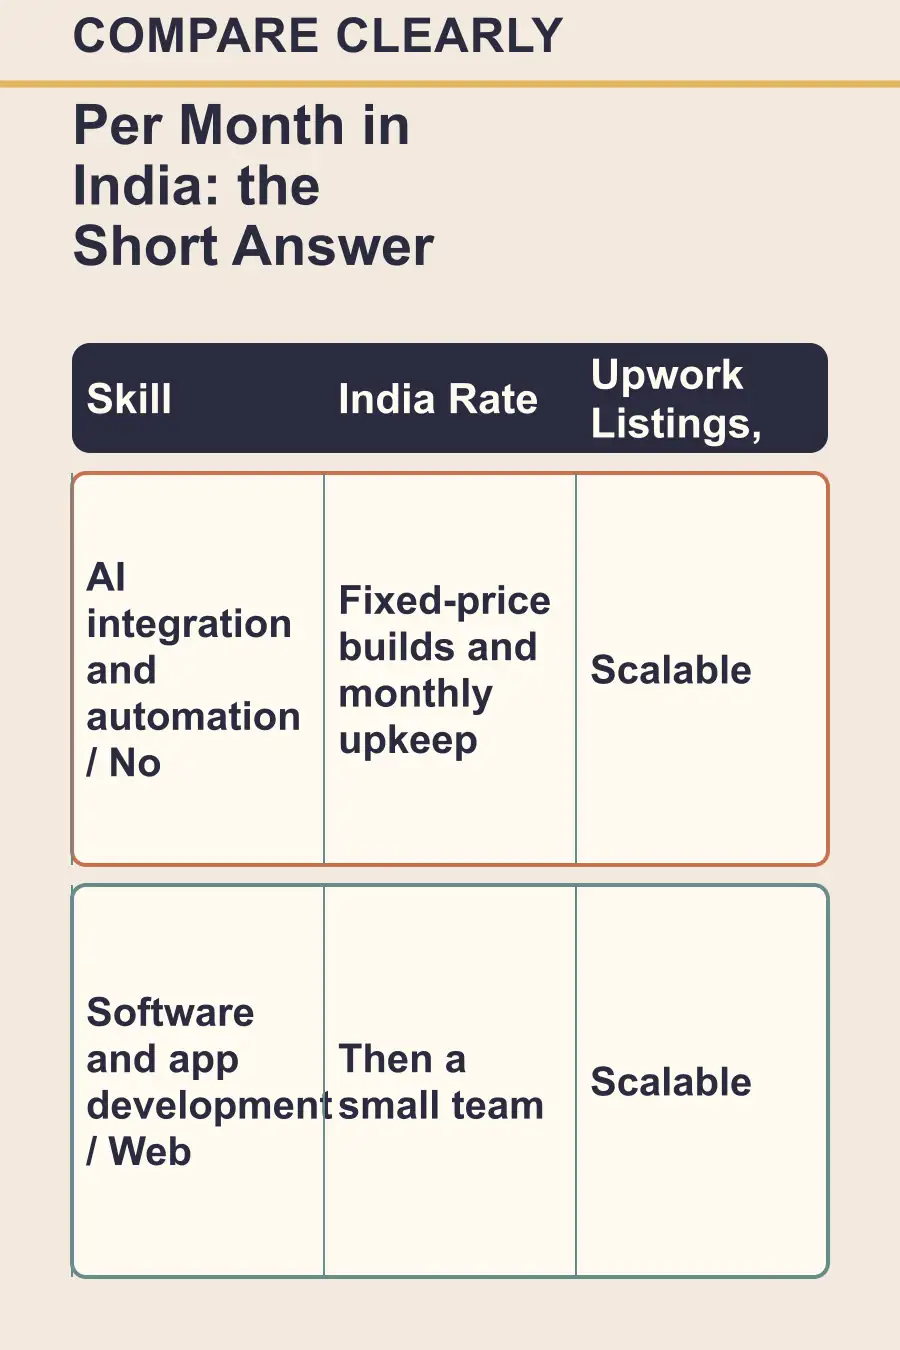 COMPARE CLEARLY
Per Month in
India: the
Short Answer
Skill
India Rate
Upwork
Listings,
AI
integration
and
automation
/ No
Fixed-price
builds and
monthly
upkeep
Scalable
Software
and app
development
/ Web
Then a
small team
Scalable